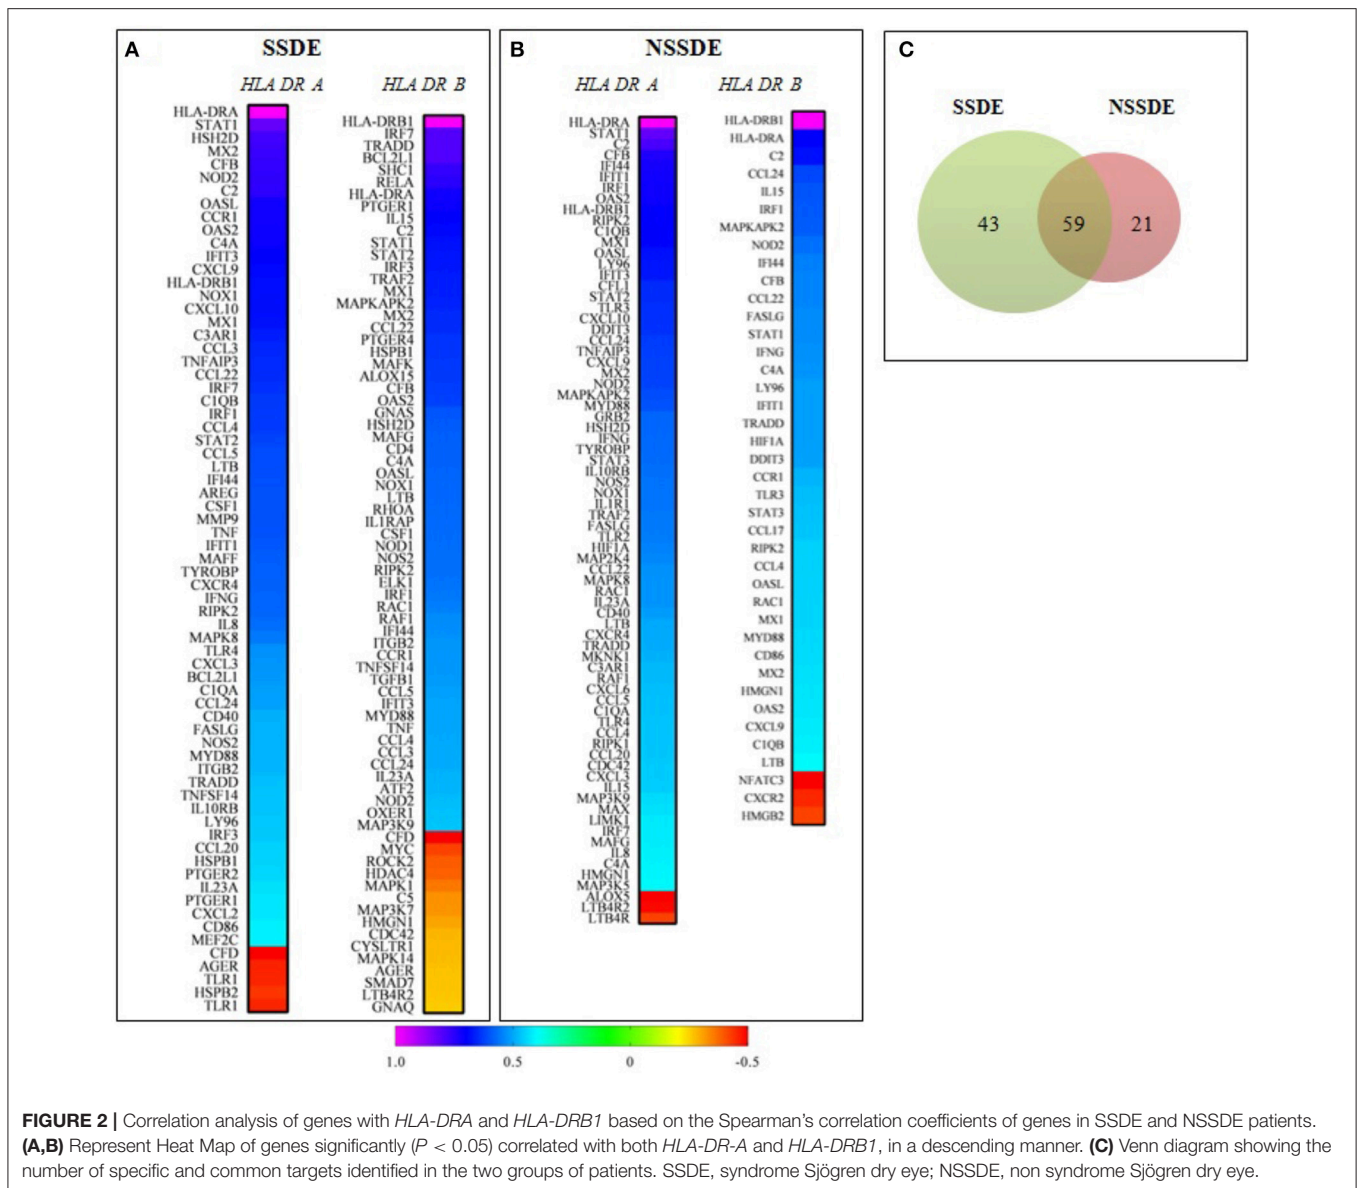 A
SSDE
HLA DR A
HLA-DRA
STAT1
HSH2D
MX2
CFB
NOD2
C2
OASL
CCR1
OAS2
C4A
IFIT3
CXCL9
HLA-DRB1
NOX1
CXCL10
MX1
C3AR1
CCL3
TNFAIP3
CCL22
IRF7
C1QB
IRF1
CCL4
STAT2
CCL5
LTB
IFI44
AREG
CSF1
MMP9
TNF
IFIT1
MAFF
TYROBP
CXCR4
IFNG
RIPK2
IL8
MAPK8
TLR4
CXCL3
BCL2L1
C1QA
CCL24
CD40
FASLG
NOS2
MYD88
ITGB2
TRADD
TNFSF14
IL10RB
LY96
IRF3
CCL20
HSPB1
PTGER2
IL23A
PTGER1
CXCL2
CD86
MEF2C
CFD
AGER
TLR1
HSPB2
TLR1
HLA DR B
HLA-DRB1
IRF7
TRADD
BCL2L1
SHC1
RELA
HLA-DRA
PTGER1
IL15
C2
STAT1
STAT2
IRF3
TRAF2
MX1
MAPKAPK2
MX2
CCL22
PTGER4
HSPB1
MAFK
ALOX15
CFB
OAS2
GNAS
HSH2D
MAFG
CD4
C4A
OASL
NOX1
LTB
RHOA
IL1RAP
CSF1
NOD1
NOS2
RIPK2
ELK1
IRF1
RAC1
RAF1
IFI44
ITGB2
CCR1
TNFSF14
TGFB1
CCL5
IFIT3
MYD88
TNF
CCL4
CCL3
CCL24
IL23A
ATF2
NOD2
OXER1
MAP3K9
CFD
MYC
ROCK2
HDAC4
MAPK1
C5
MAP3K7
HMGN1
CDC42
CYSLTR1
MAPK14
AGER
SMAD7
LTB4R2
GNAQ
B
NSSDE
HLA DR A
HLA-DRA
STAT1
C2
CFB
IFI44
IFIT1
IRF1
OAS2
HLA-DRB1
RIPK2
C1QB
MX1
OASL
LY96
IFIT3
CFL1
STAT2
TLR3
CXCL10
DDIT3
CCL24
TNFAIP3
CXCL9
MX2
NOD2
MAPKAPK2
MYD88
GRB2
HSH2D
IFNG
TYROBP
STAT3
IL10RB
NOS2
NOX1
IL1R1
TRAF2
FASLG
TLR2
HIF1A
MAP2K4
CCL22
MAPK8
RAC1
IL23A
CD40
LTB
CXCR4
TRADD
MKNK1
C3AR1
RAF1
CXCL6
CCL5
C1QA
TLR4
CCL4
RIPK1
CCL20
CDC42
CXCL3
IL15
MAP3K9
MAX
LIMK1
IRF7
MAFG
IL8
C4A
HMGN1
MAP3K5
ALOX5
LTB4R2
LTB4R
HLA DR B
HLA-DRB1
HLA-DRA
C2
CCL24
IL15
IRF1
MAPKAPK2
NOD2
IFI44
CFB
CCL22
FASLG
STAT1
IFNG
C4A
LY96
IFIT1
TRADD
HIF1A
DDIT3
CCR1
TLR3
STAT3
CCL17
RIPK2
CCL4
OASL
RAC1
MX1
MYD88
CD86
MX2
HMGN1
OAS2
CXCL9
C1QB
LTB
NFATC3
CXCR2
HMGB2
C
SSDE NSSDE
43 59 21
1.0 0.5 0 -0.5
FIGURE 2 | Correlation analysis of genes with HLA-DRA and HLA-DRB1 based on the Spearman's correlation coefficients of genes in SSDE and NSSDE patients.
(A,B) Represent Heat Map of genes significantly (P < 0.05) correlated with both HLA-DR-A and HLA-DRB1, in a descending manner. (C) Venn diagram showing the
number of specific and common targets identified in the two groups of patients. SSDE, syndrome Sjögren dry eye; NSSDE, non syndrome Sjögren dry eye.